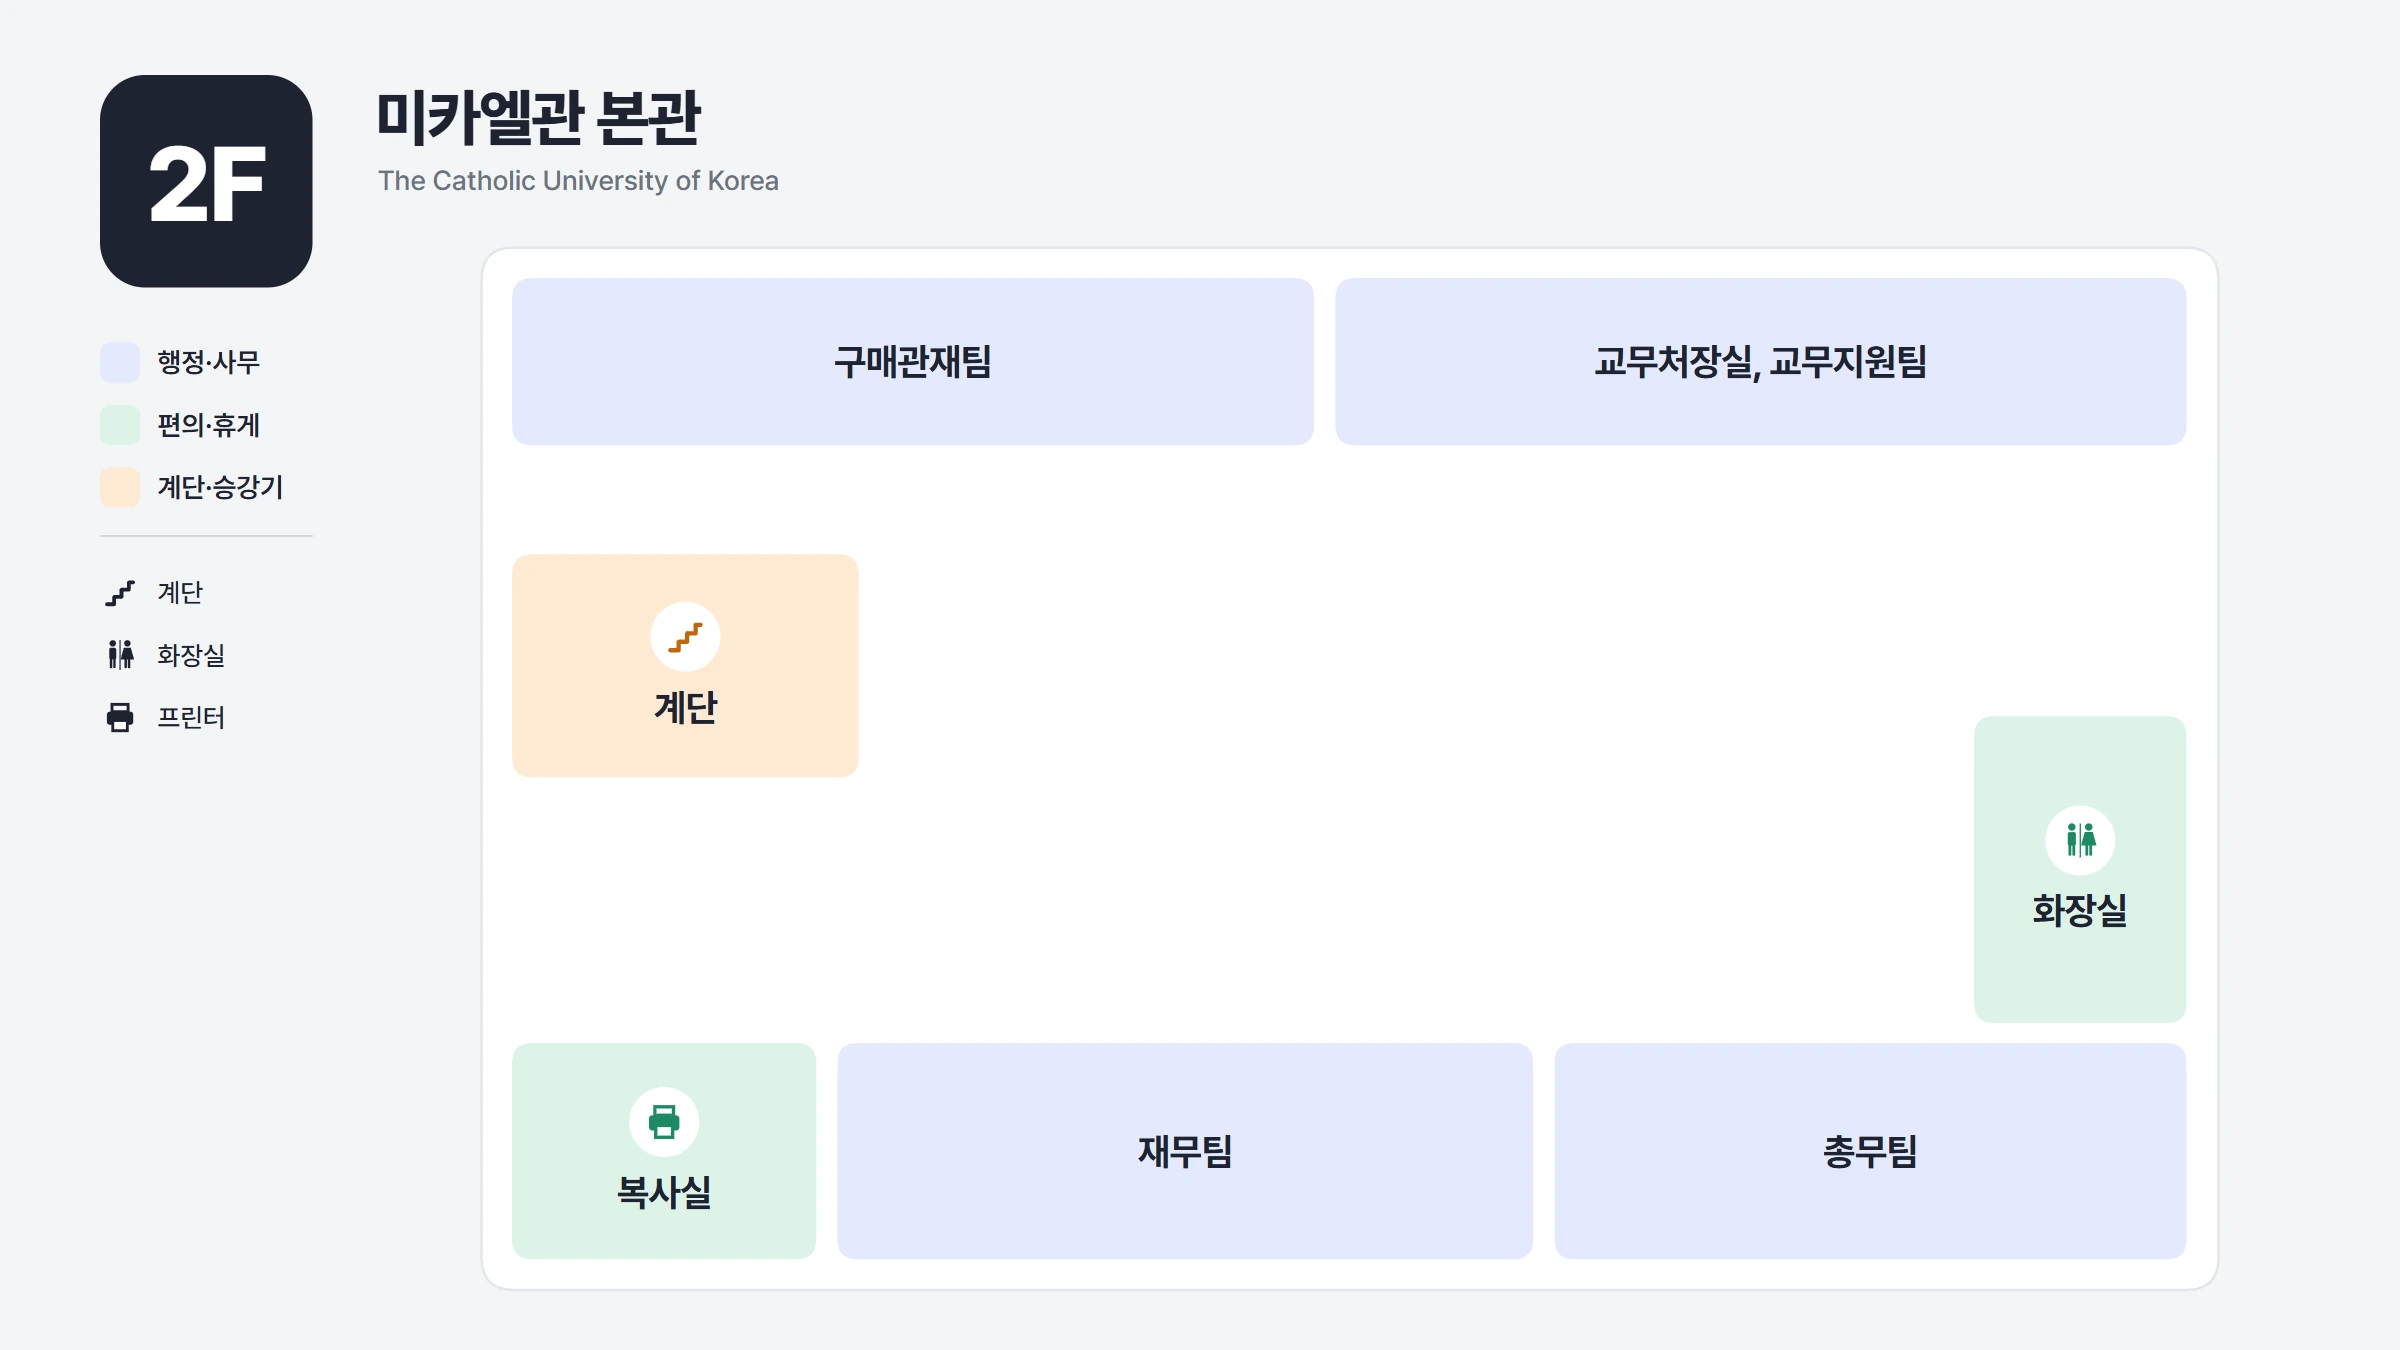 2F
미카엘관 본관
The Catholic University of Korea
행정·사무
편의·휴게
계단·승강기
계단
화장실
프린터
구매관재팀
교무처장실, 교무지원팀
계단
화장실
복사실
재무팀
총무팀